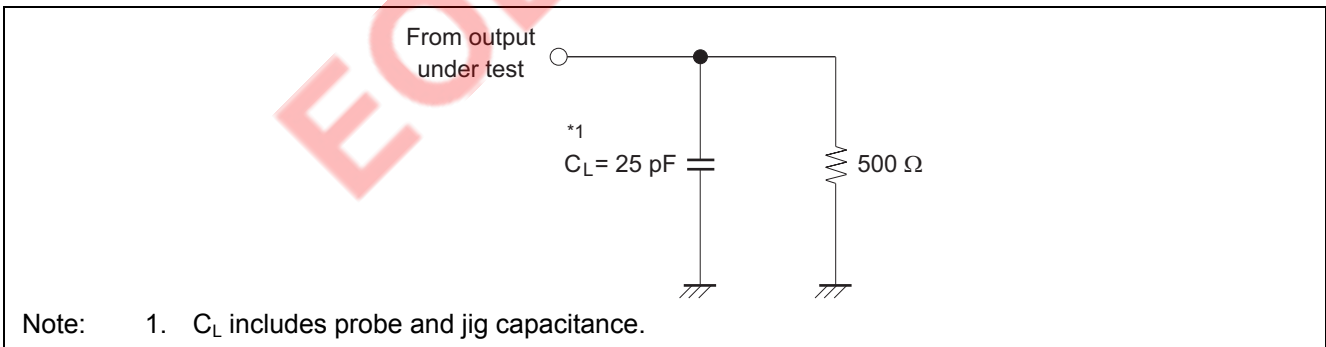 From output
under test
*1
CL= 25 pF
500 Ω
Note: 1. CL includes probe and jig capacitance.